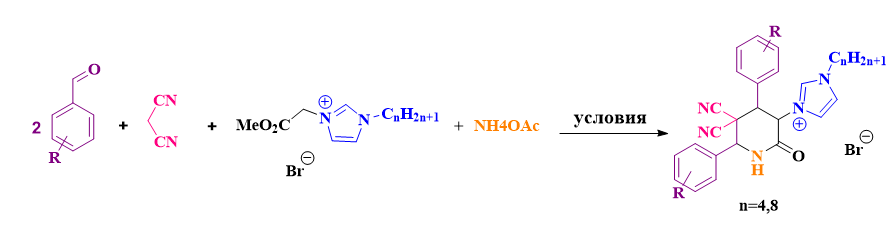 O
R
2
+
CN
CN
+
MeO₂C
N
⊕
N
CₙH₂ₙ₊₁
Br ⊖
+
NH4OAc
условия
R
CₙH₂ₙ₊₁
N
NC
N
⊕
NC
N
H
O
R
Br ⊖
n=4,8